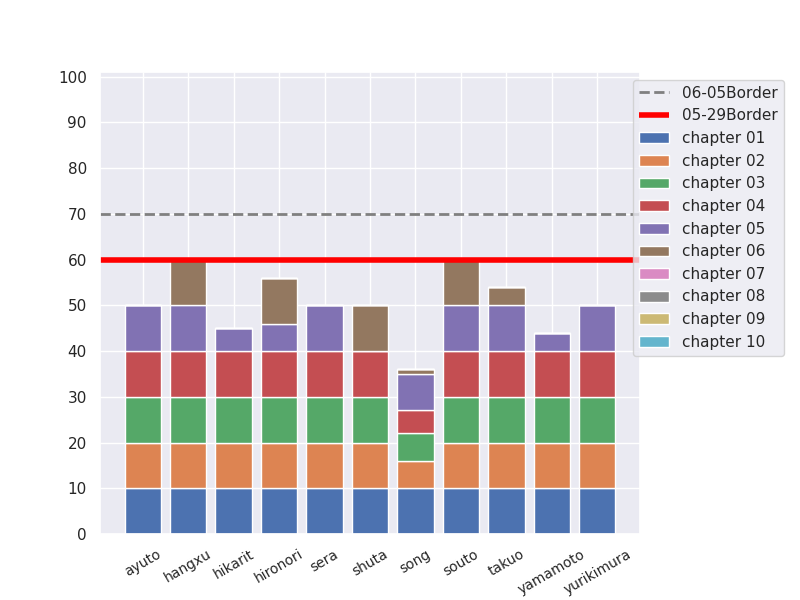 100
90
80
70
60
50
40
30
20
10
0
ayuto
hangxu
hikarit
hironori
sera
shuta
song
souto
takuo
yamamoto
yurikimura
06-05Border
05-29Border
chapter 01
chapter 02
chapter 03
chapter 04
chapter 05
chapter 06
chapter 07
chapter 08
chapter 09
chapter 10